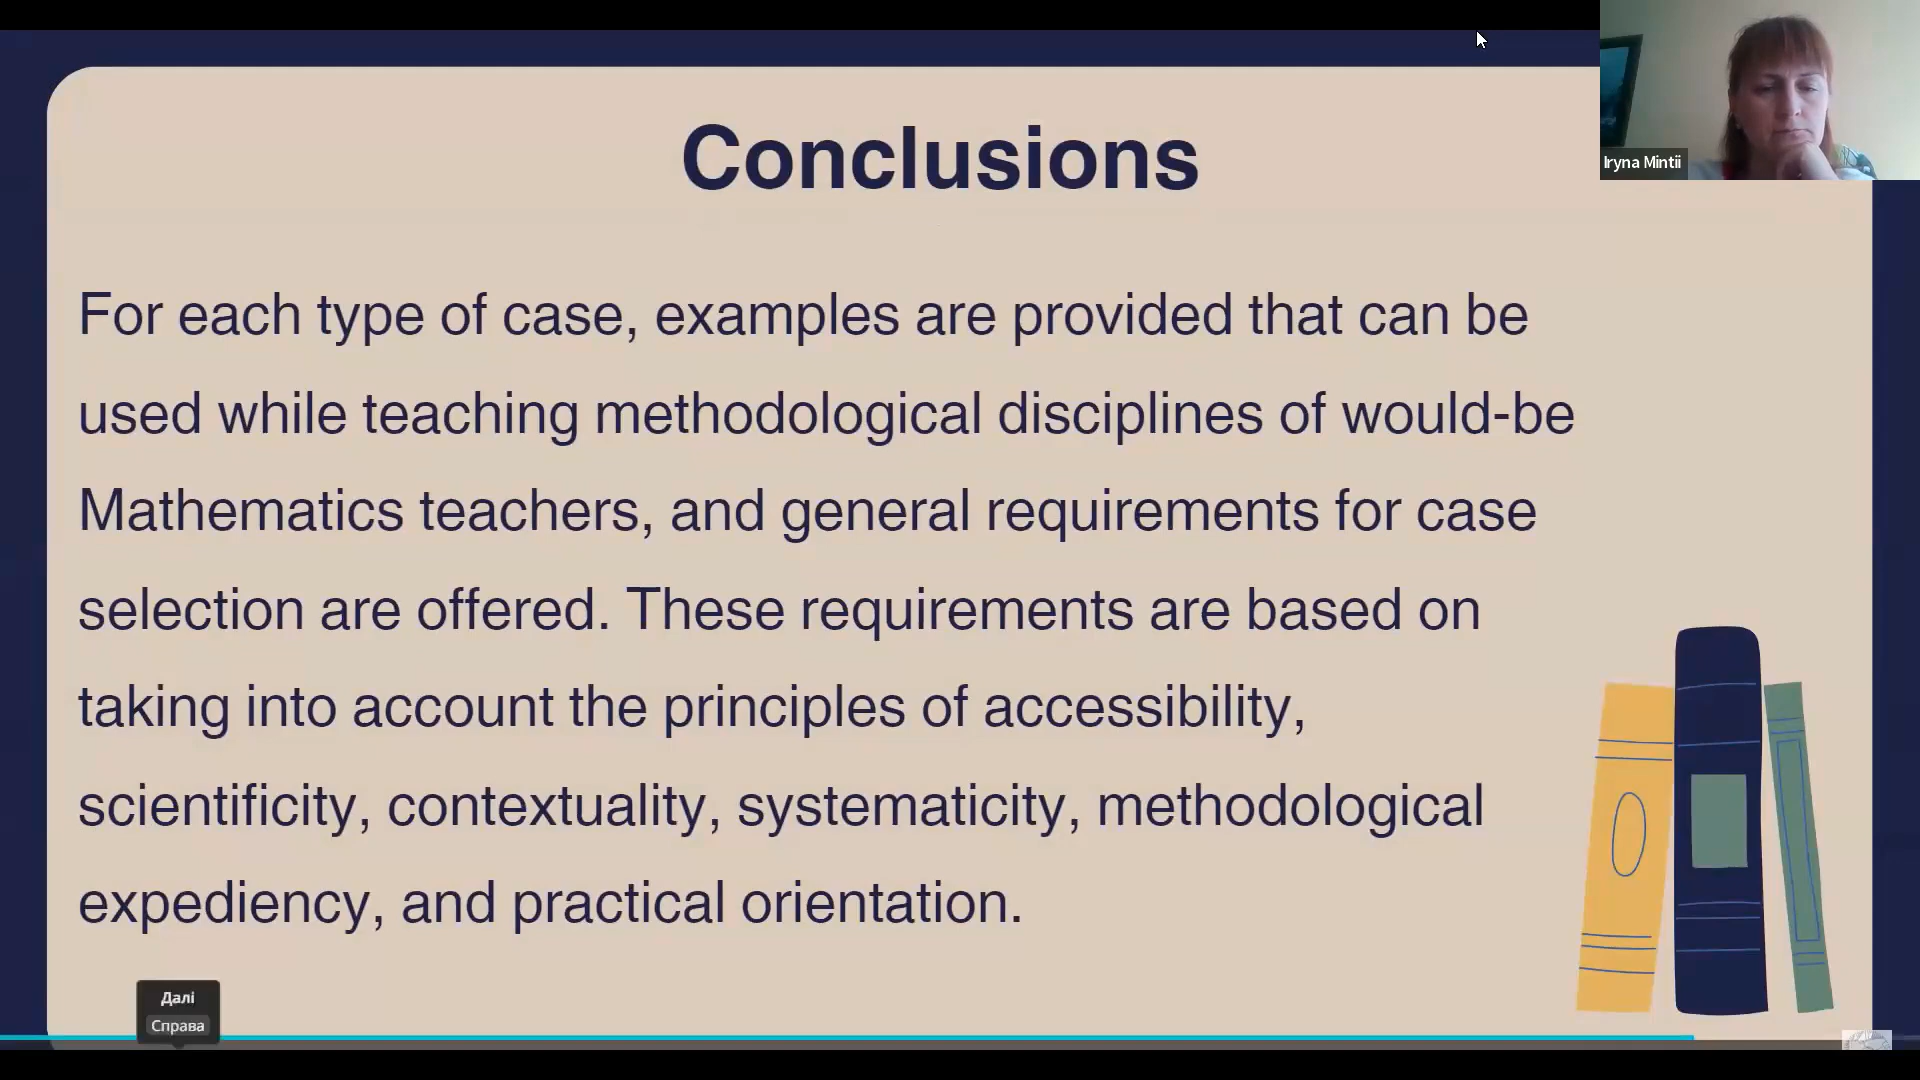 Conclusions
Iryna Mintii
For each type of case, examples are provided that can be
used while teaching methodological disciplines of would-be
Mathematics teachers, and general requirements for case
selection are offered. These requirements are based on
taking into account the principles of accessibility,
scientificity, contextuality, systematicity, methodological
expediency, and practical orientation.
Далі
Справа